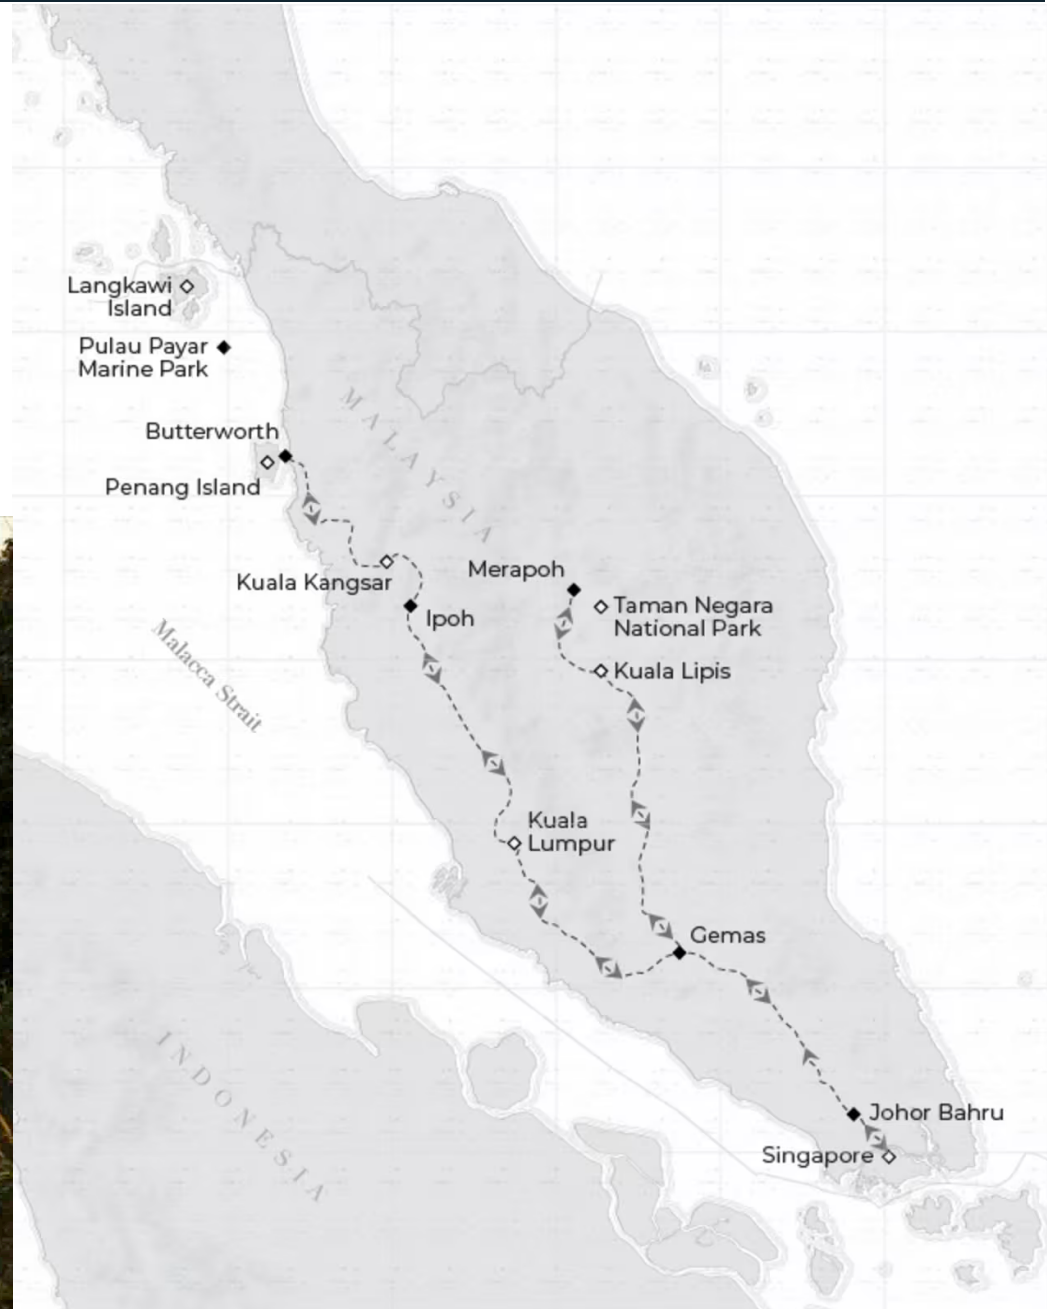 Langkawi
Island
Pulau Payar
Marine Park
MALAYSIA
Butterworth
Penang Island
Kuala Kangsar
Ipoh
Merapoh
Taman Negara
National Park
Kuala Lipis
Malacca Strait
Kuala
Lumpur
Gemas
INDONESIA
Johor Bahru
Singapore